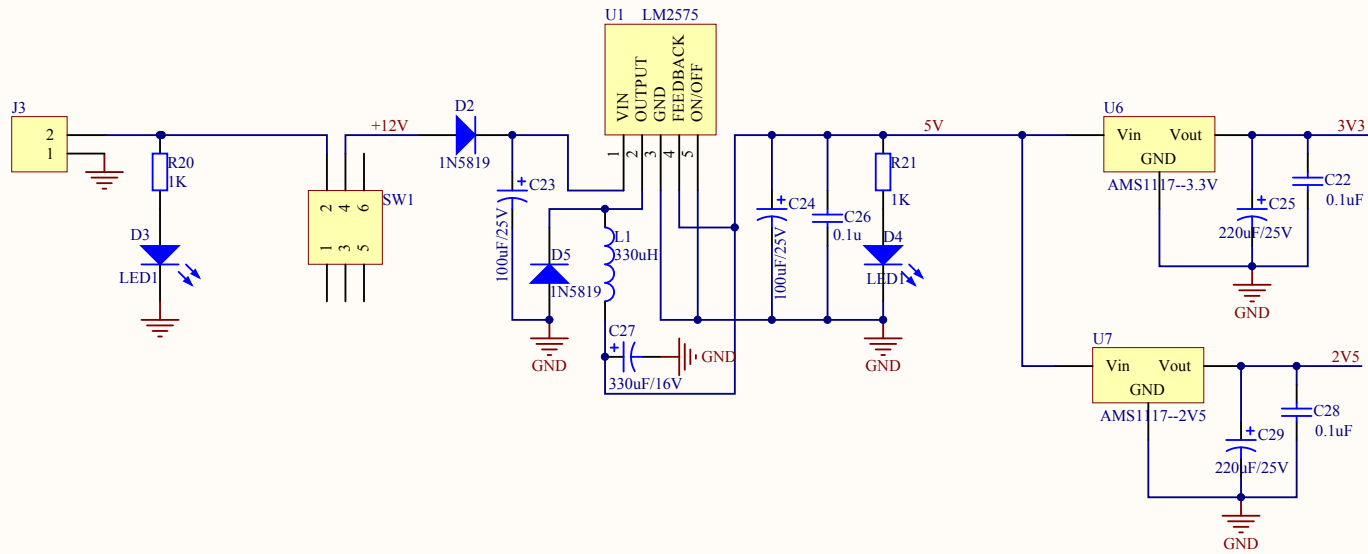 U1 LM2575
VIN
OUTPUT
GND
FEEDBACK
ON/OFF
1
2
3
4
5
J3
2
1
R20
1K
D3
LED1
2
4
6
1
3
5
SW1
+12V
D2
1N5819
C23
100uF/25V
D5
1N5819
GND
L1
330uH
C27
330uF/16V
GND
C24
100uF/25V
C26
0.1u
R21
1K
D4
LED1
GND
5V
U6
Vin Vout
GND
AMS1117--3.3V
3V3
C25
220uF/25V
C22
0.1uF
GND
U7
Vin Vout
GND
AMS1117--2V5
2V5
C29
220uF/25V
C28
0.1uF
GND